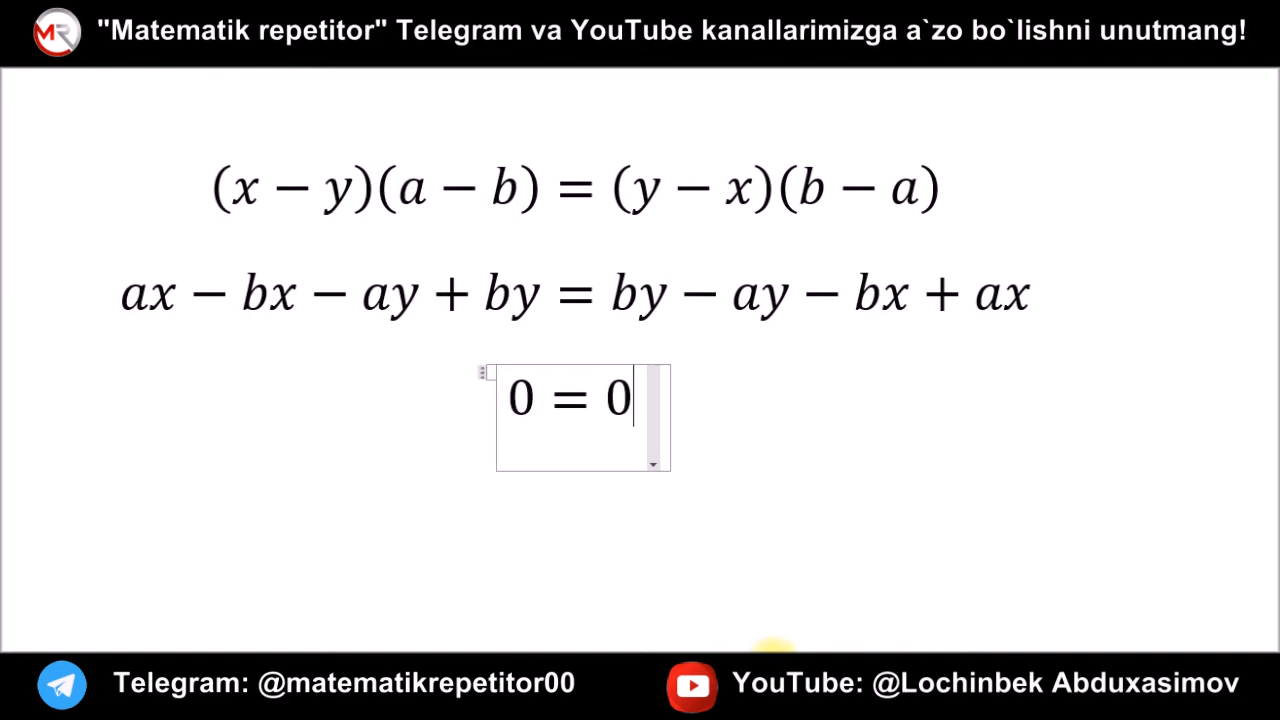 MR "Matematik repetitor" Telegram va YouTube kanallarimizga a`zo bo`lishni unutmang!
(x − y)(a − b) = (y − x)(b − a)
ax − bx − ay + by = by − ay − bx + ax
0 = 0
Telegram: @matematikrepetitor00 YouTube: @Lochinbek Abduxasimov